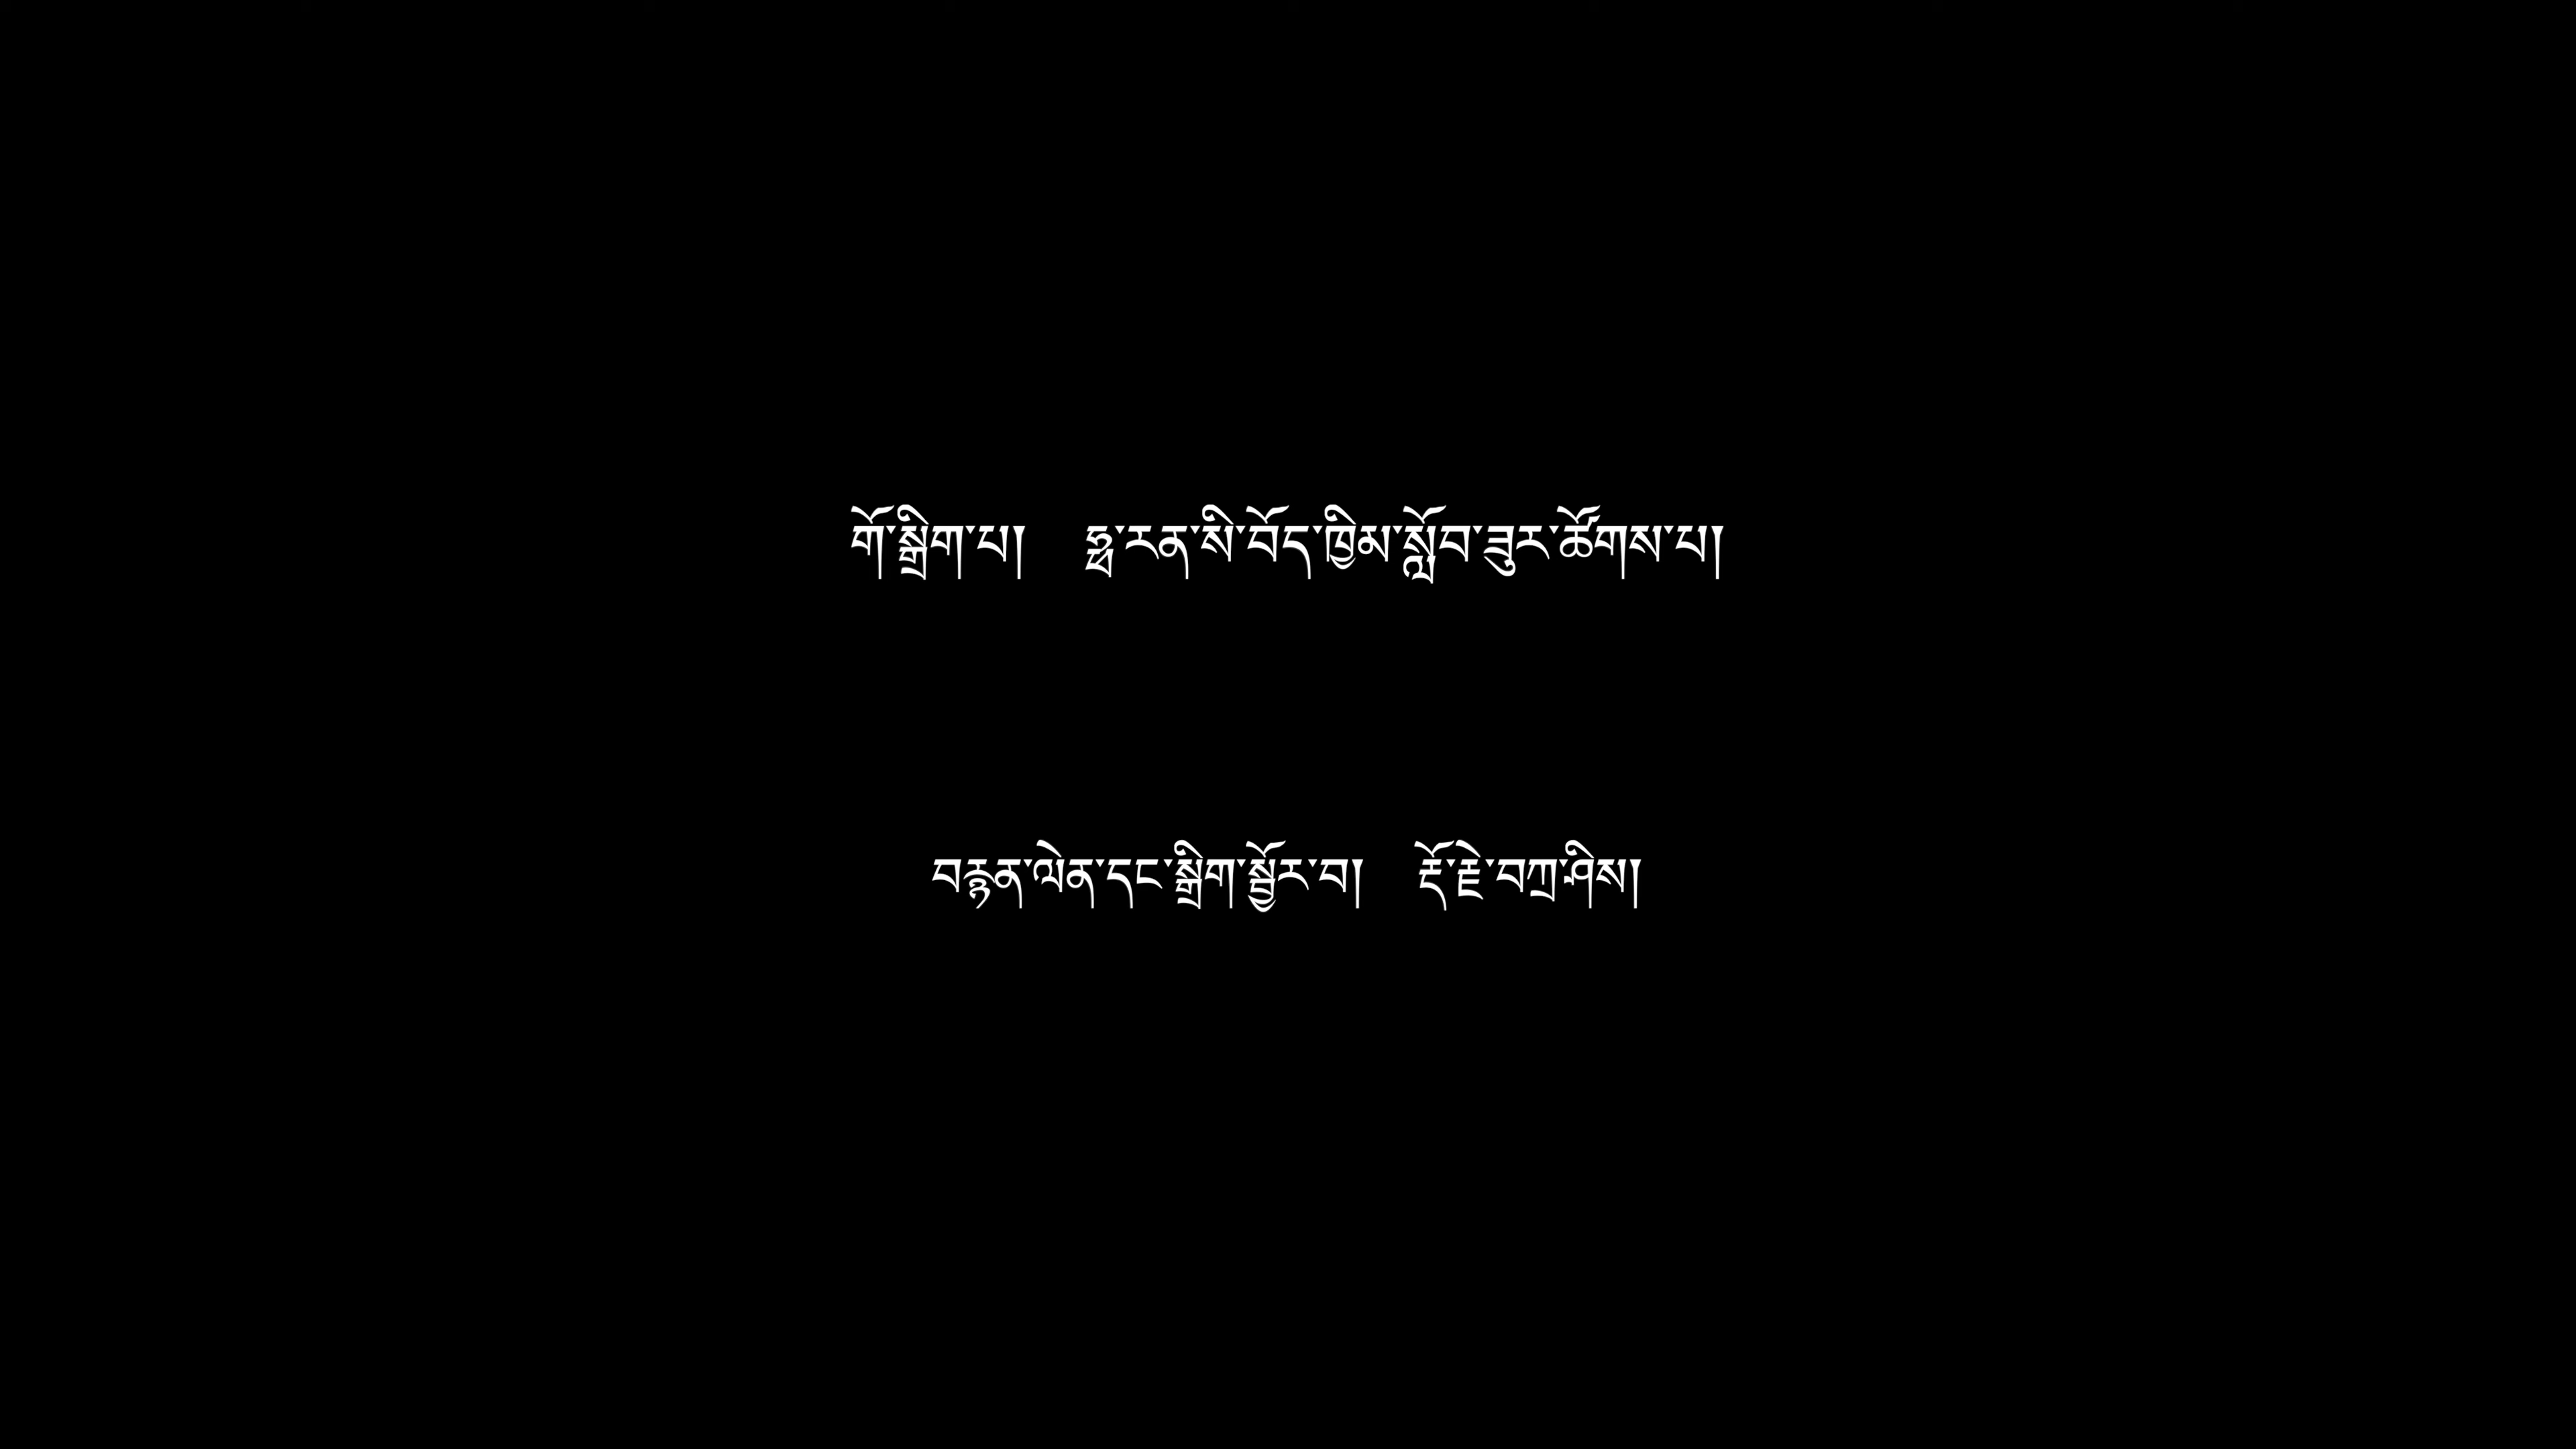 གོ་སྒྲིག་པ། ཧྥ་རན་སི་བོད་ཁྱིམ་སློབ་ཟུར་ཚོགས་པ།
བརྙན་ལེན་དང་སྒྲིག་སྦྱོར་བ། རྡོ་རྗེ་བཀྲ་ཤིས།